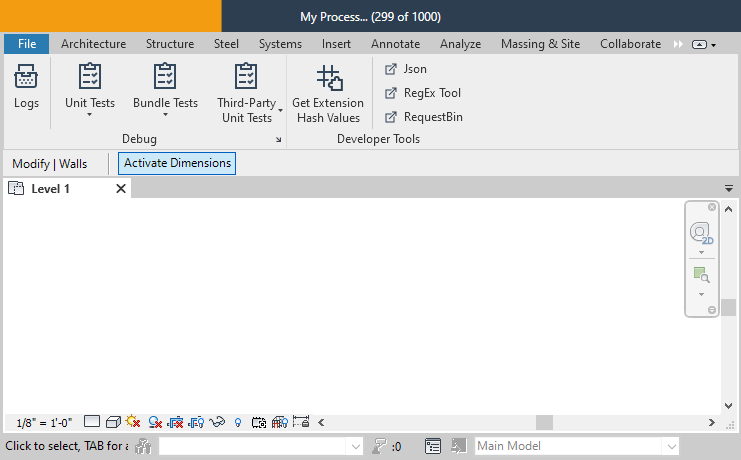 My Process... (299 of 1000)
File Architecture Structure Steel Systems Insert Annotate Analyze Massing & Site Collaborate
Logs Unit Tests Bundle Tests Third-Party Unit Tests Get Extension Hash Values
Json
RegEx Tool
RequestBin
Debug Developer Tools
Modify | Walls Activate Dimensions
Level 1
2D
1/8" = 1'-0"
Click to select, TAB for a :0 Main Model